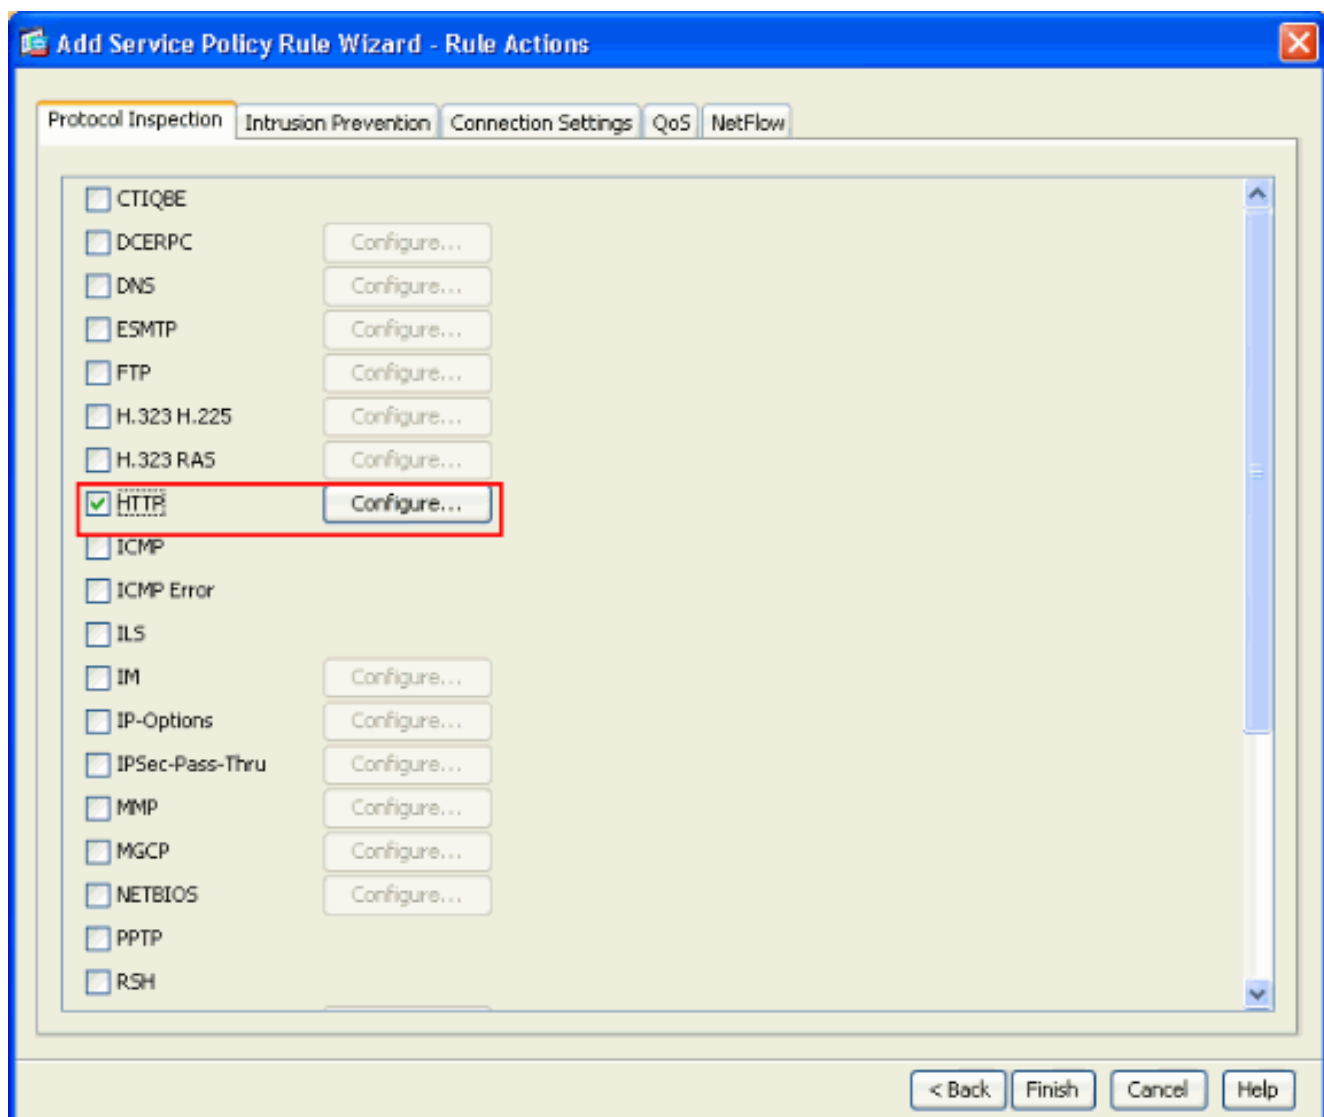 Add Service Policy Rule Wizard - Rule Actions
Protocol Inspection Intrusion Prevention Connection Settings QoS NetFlow
CTIQBE
DCERPC Configure...
DNS Configure...
ESMTP Configure...
FTP Configure...
H.323 H.225 Configure...
H.323 RAS Configure...
HTTP Configure...
ICMP
ICMP Error
ILS
IM Configure...
IP-Options Configure...
IPSec-Pass-Thru Configure...
MMP Configure...
MGCP Configure...
NETBIOS Configure...
PPTP
RSH
< Back Finish Cancel Help